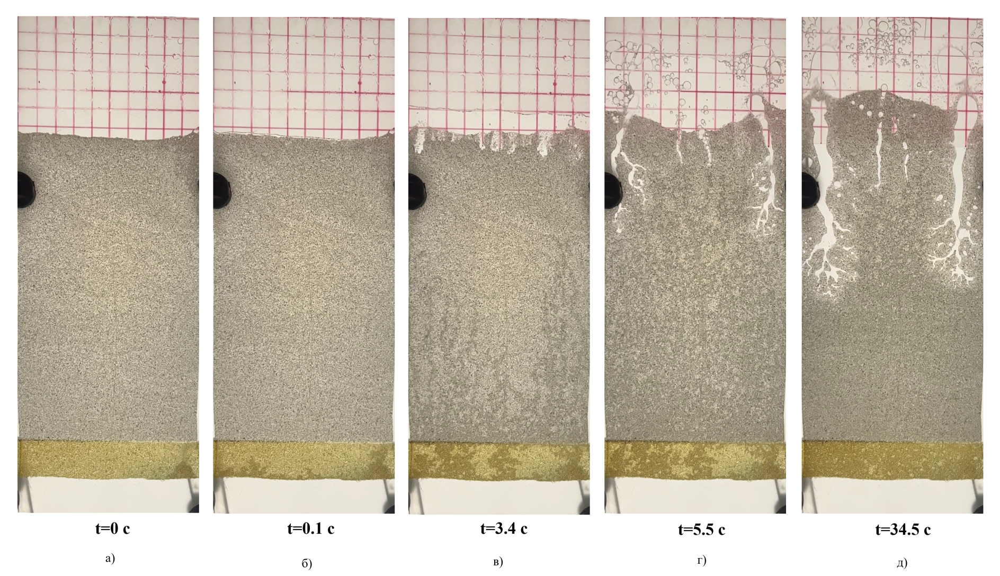 t=0 c
t=0.1 c
t=3.4 c
t=5.5 c
t=34.5 c
а)
б)
в)
г)
д)